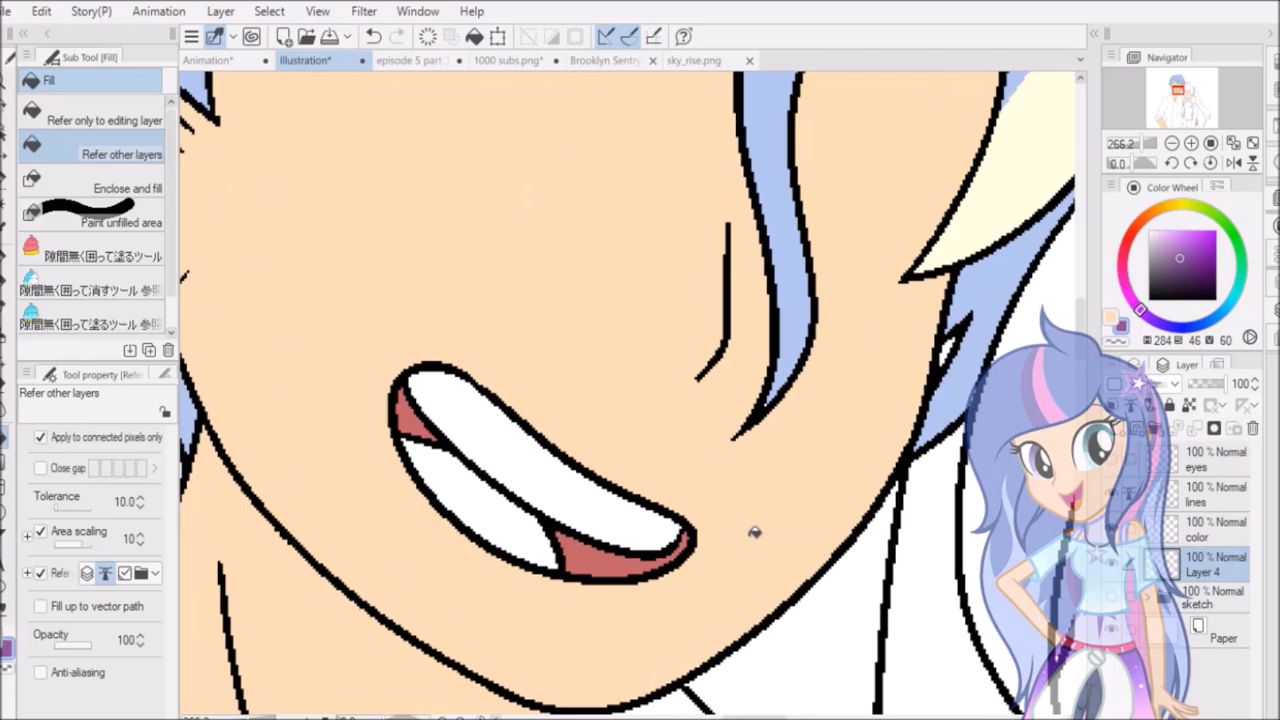 Edit Story(P) Animation Layer Select View Filter Window Help
Sub Tool [Fill]
Animation* Illustration* episode 5 part 1000 subs.png* Brooklyn Sentry sky_rise.png
Navigator
Fill
Refer only to editing layer
Refer other layers
Enclose and fill
Paint unfilled area
隙間無く囲って塗るツール
隙間無く囲って消すツール 参照
隙間無く囲って塗るツール 参照
266.2
0.0
Color Wheel
284 S 46 V 60
Tool property [Refer
Refer other layers
Apply to connected pixels only
Close gap
Tolerance 10.0
Area scaling 10
Refer
Fill up to vector path
Opacity 100
Anti-aliasing
Layer
100
100 % Normal
eyes
100 % Normal
lines
100 % Normal
color
100 % Normal
Layer 4
100 % Normal
sketch
Paper